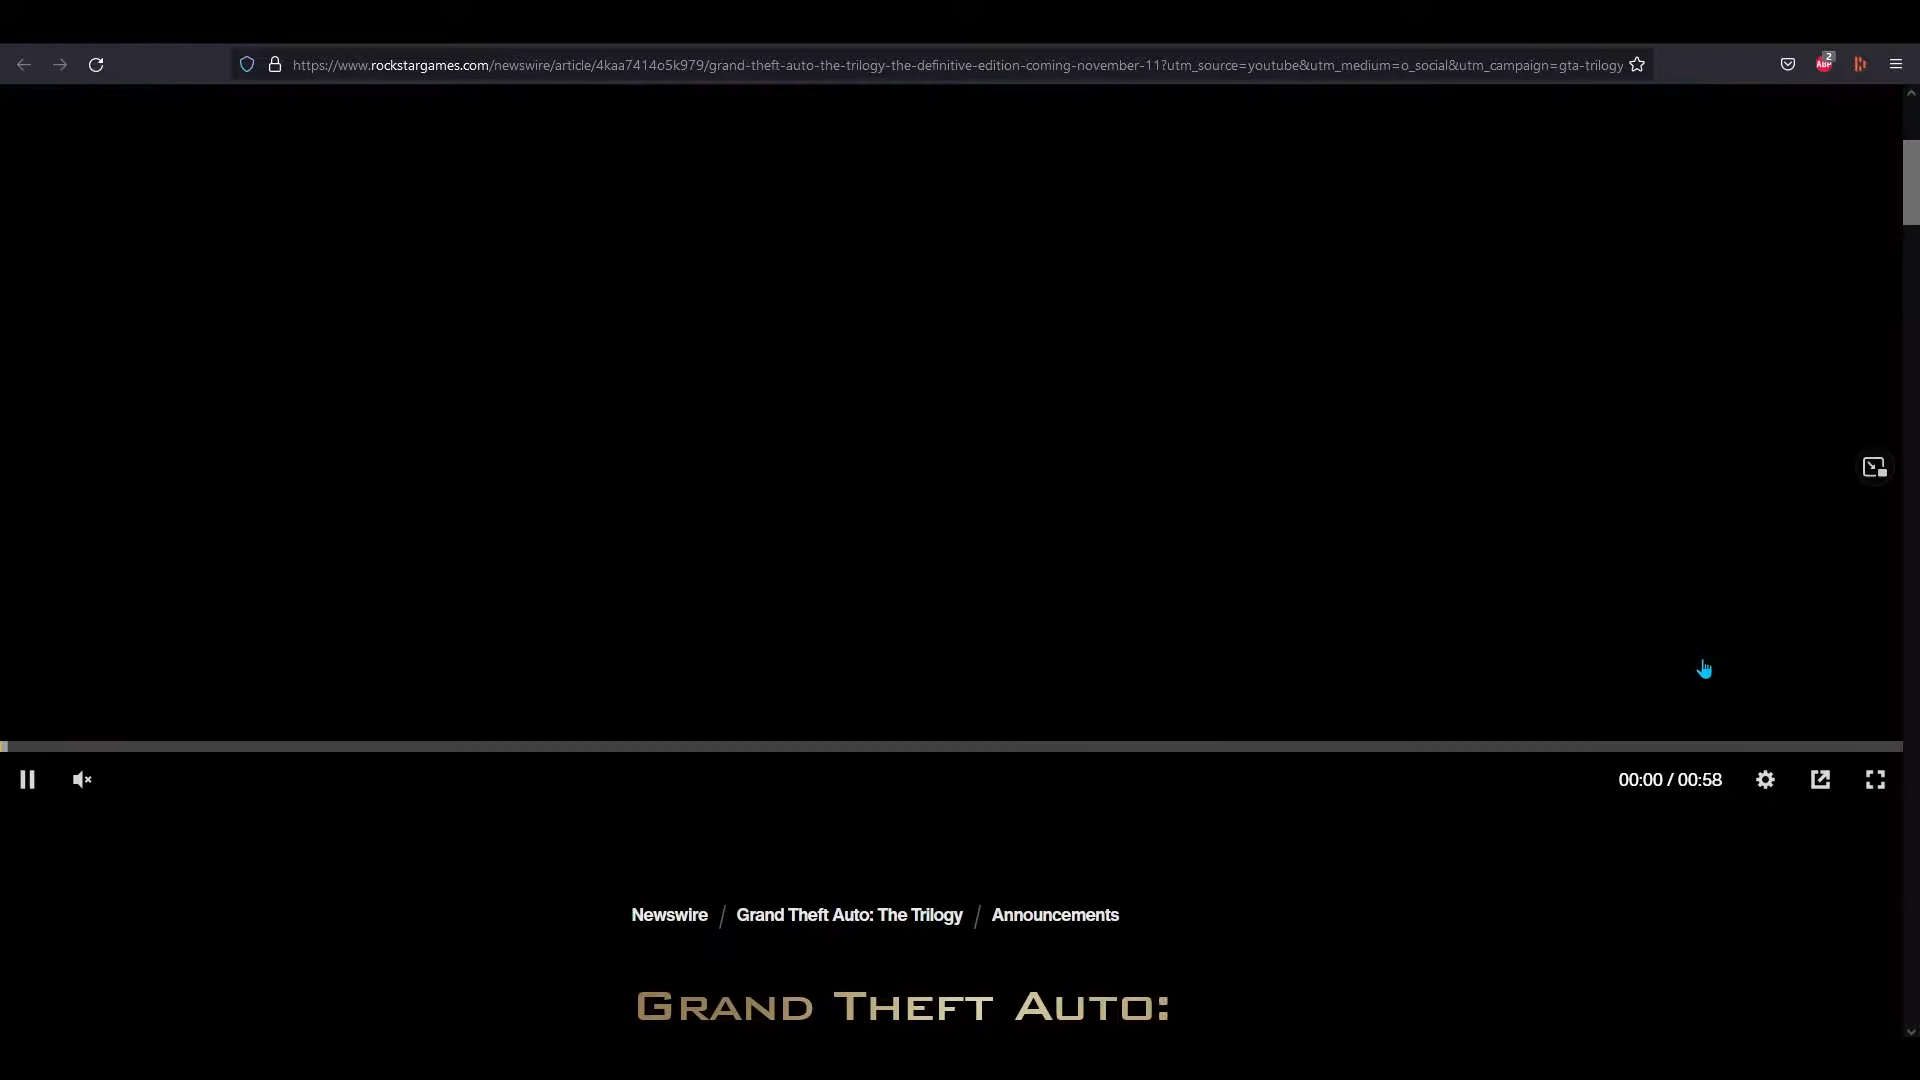 https://www.rockstargames.com/newswire/article/4kaa7414o5k979/grand-theft-auto-the-trilogy-the-definitive-edition-coming-november-11?utm_source=youtube&utm_medium=o_social&utm_campaign=gta-trilogy
2
ABP
00:00 / 00:58
Newswire / Grand Theft Auto: The Trilogy / Announcements
GRAND THEFT AUTO: